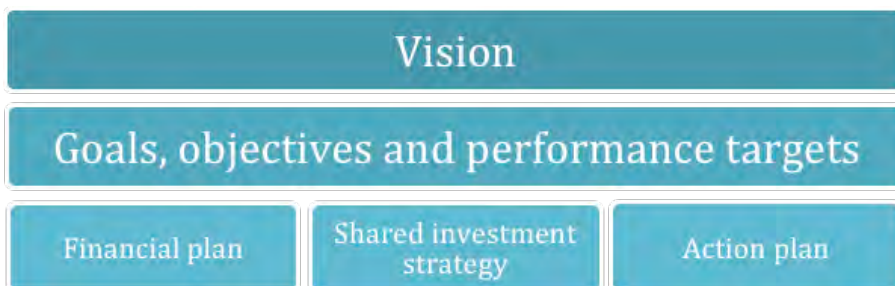 Vision
Goals, objectives and performance targets
Financial plan
Shared investment
strategy
Action plan